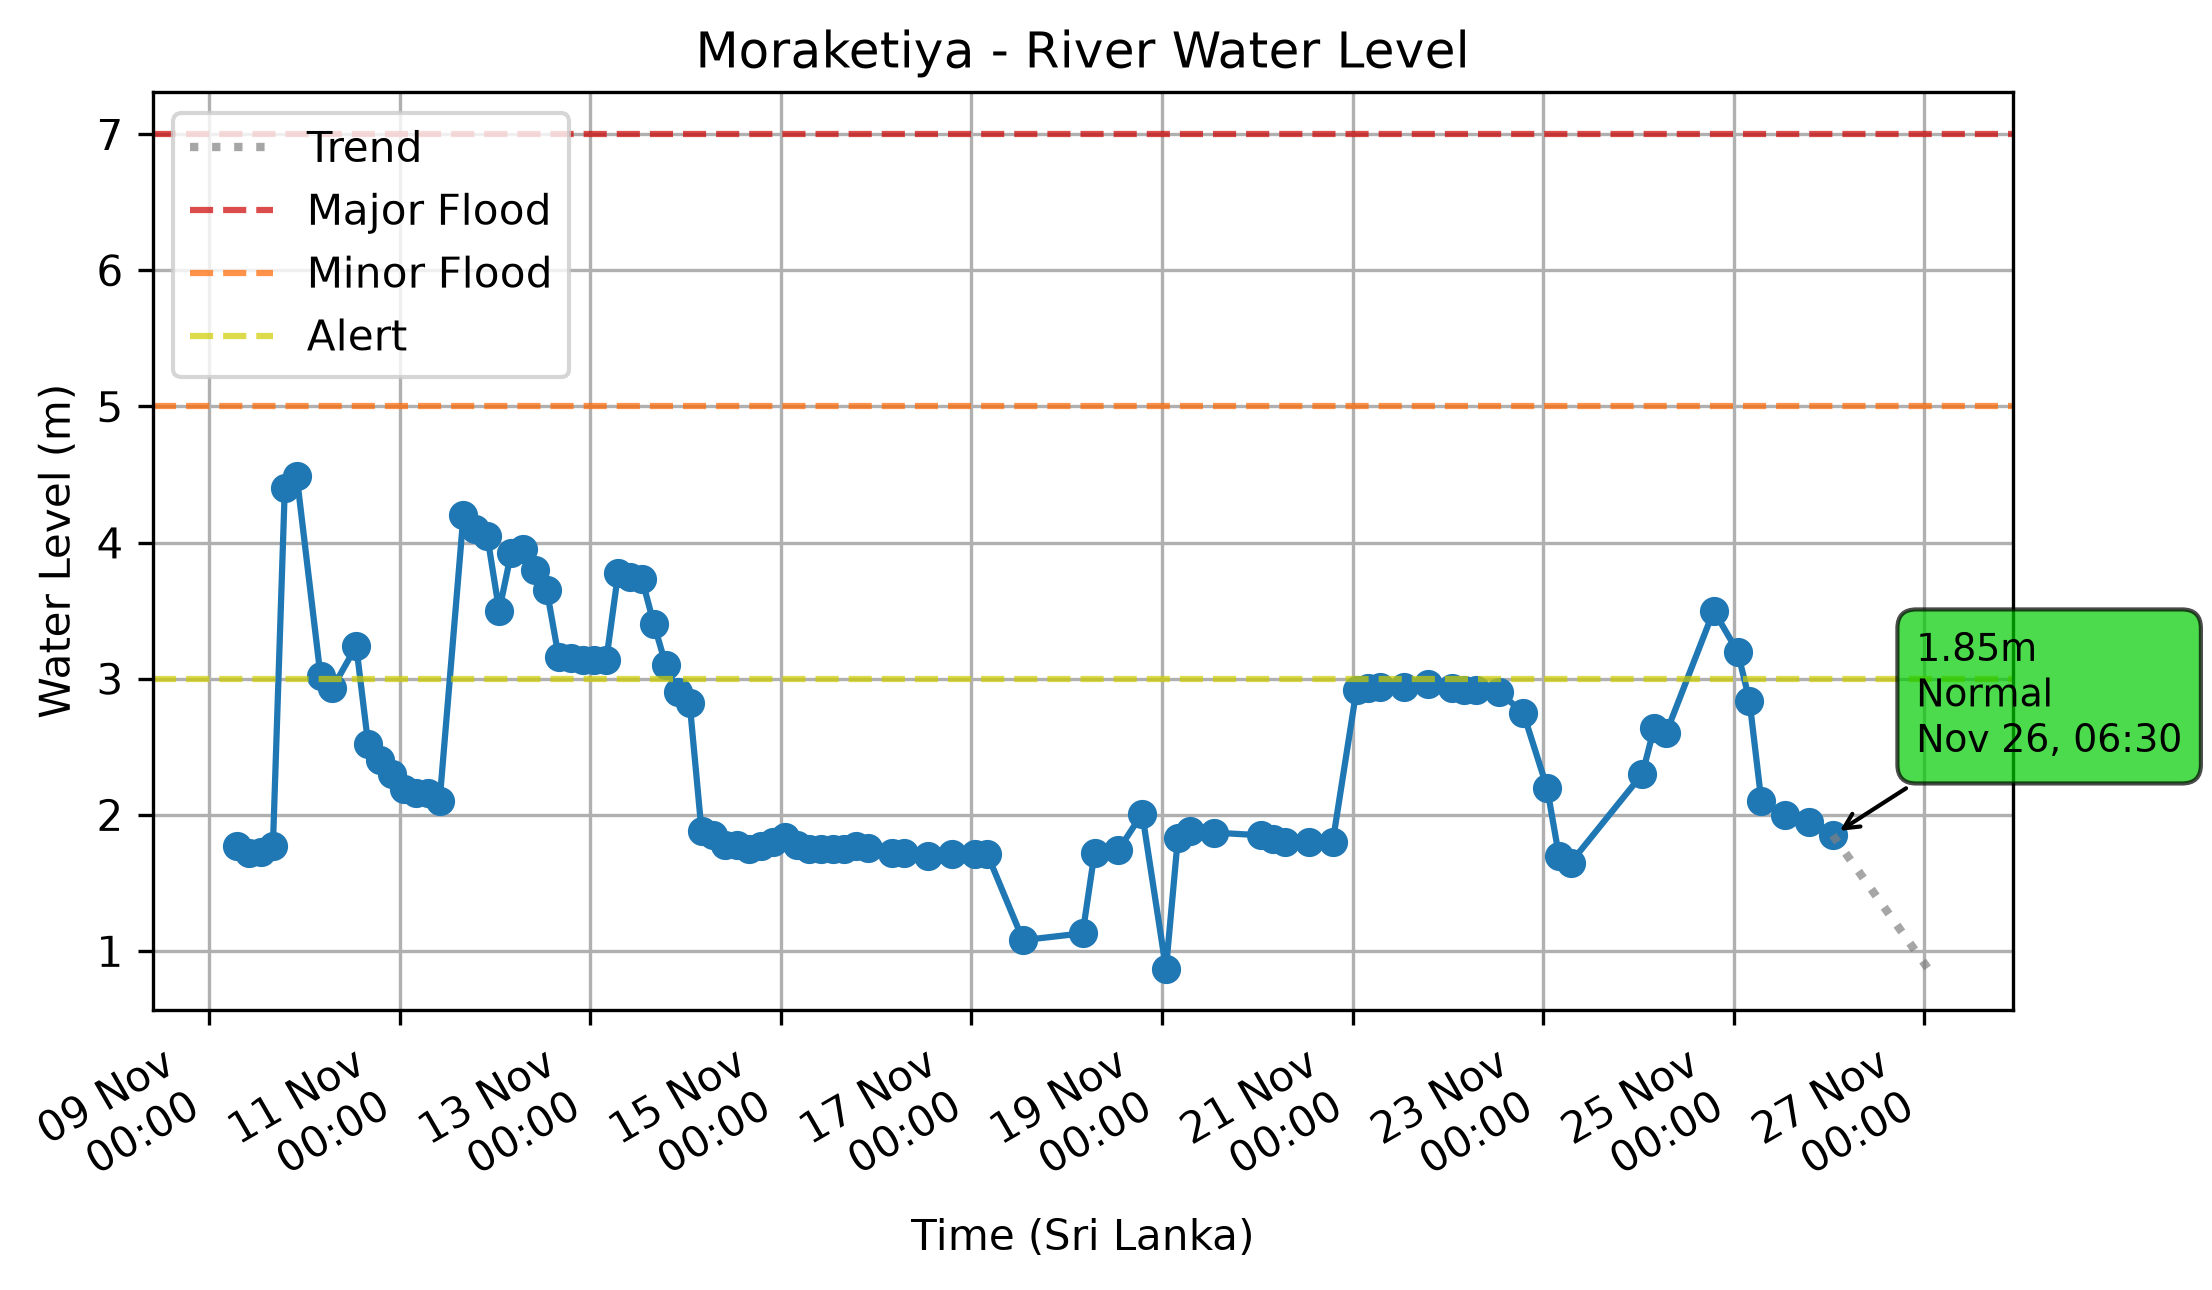 Moraketiya - River Water Level
Trend
Major Flood
Minor Flood
Alert
7
6
5
4
3
2
1
Water Level (m)
1.85m
Normal
Nov 26, 06:30
09 Nov
00:00
11 Nov
00:00
13 Nov
00:00
15 Nov
00:00
17 Nov
00:00
19 Nov
00:00
21 Nov
00:00
23 Nov
00:00
25 Nov
00:00
27 Nov
00:00
Time (Sri Lanka)